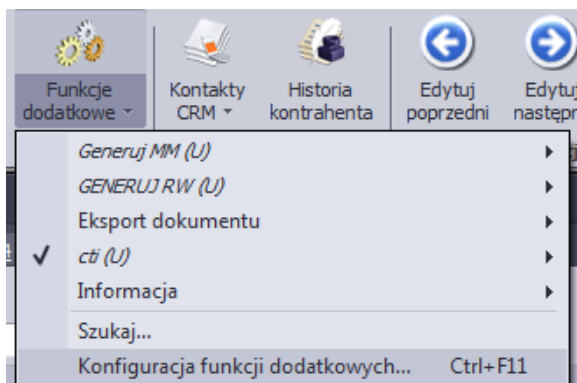 Funkcje dodatkowe
Kontakty CRM
Historia kontrahenta
Edytuj poprzedni
Edytuj
Generuj MM (U)
GENERUJ RW (U)
Eksport dokumentu
cti (U)
Informacja
Szukaj...
Konfiguracja funkcji dodatkowych... Ctrl+F11